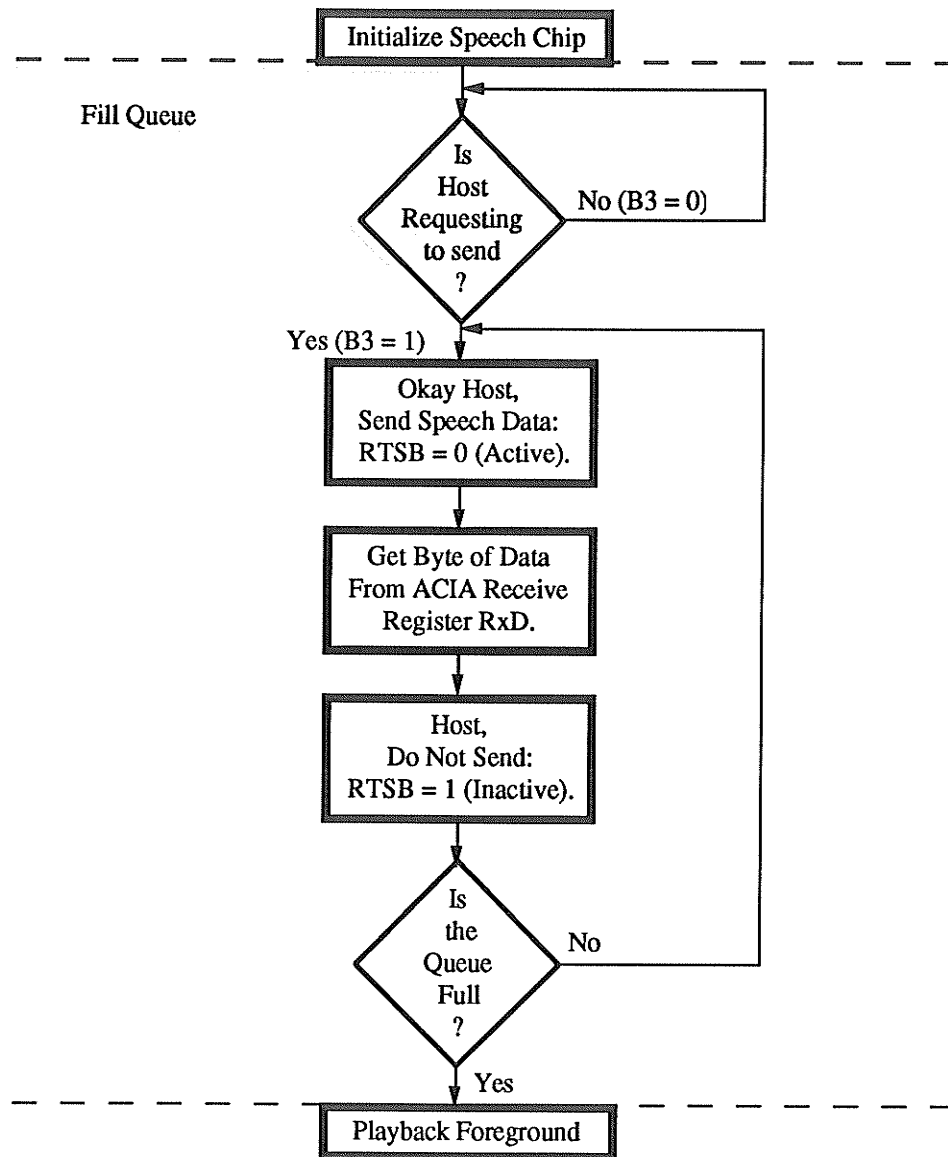 Initialize Speech Chip
Fill Queue
Is
Host
Requesting
to send
?
No (B3 = 0)
Yes (B3 = 1)
Okay Host,
Send Speech Data:
RTSB = 0 (Active).
Get Byte of Data
From ACIA Receive
Register RxD.
Host,
Do Not Send:
RTSB = 1 (Inactive).
Is
the
Queue
Full
?
No
Yes
Playback Foreground